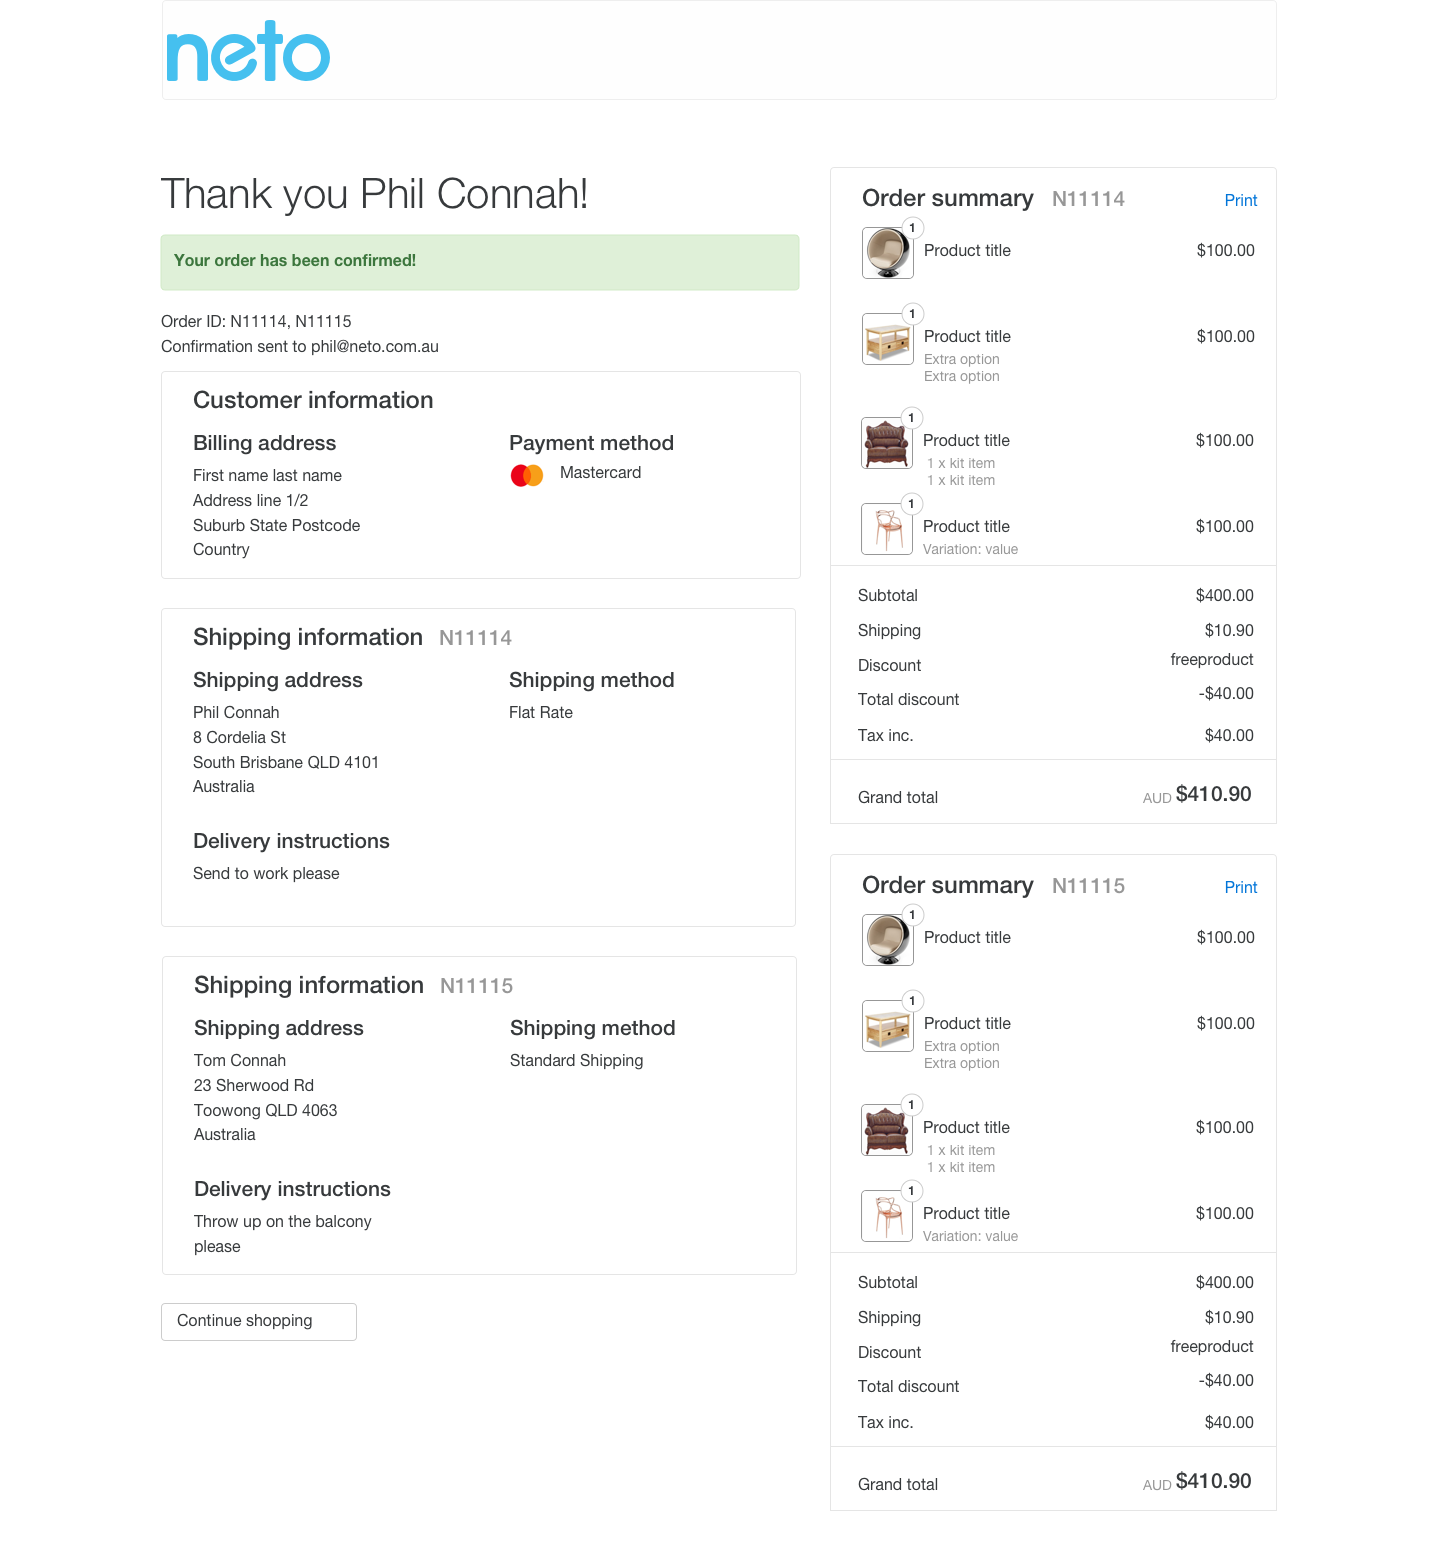 neto
Thank you Phil Connah!
Your order has been confirmed!
Order ID: N11114, N11115
Confirmation sent to phil@neto.com.au
Customer information
Billing address
First name last name
Address line 1/2
Suburb State Postcode
Country
Payment method
Mastercard
Shipping information N11114
Shipping address
Phil Connah
8 Cordelia St
South Brisbane QLD 4101
Australia
Shipping method
Flat Rate
Delivery instructions
Send to work please
Shipping information N11115
Shipping address
Tom Connah
23 Sherwood Rd
Toowong QLD 4063
Australia
Shipping method
Standard Shipping
Delivery instructions
Throw up on the balcony
please
Continue shopping
Order summary N11114 Print
1
Product title $100.00
1
Product title $100.00
Extra option
Extra option
1
Product title $100.00
1 x kit item
1 x kit item
1
Product title $100.00
Variation: value
Subtotal $400.00
Shipping $10.90
Discount freeproduct
Total discount -$40.00
Tax inc. $40.00
Grand total AUD $410.90
Order summary N11115 Print
1
Product title $100.00
1
Product title $100.00
Extra option
Extra option
1
Product title $100.00
1 x kit item
1 x kit item
1
Product title $100.00
Variation: value
Subtotal $400.00
Shipping $10.90
Discount freeproduct
Total discount -$40.00
Tax inc. $40.00
Grand total AUD $410.90